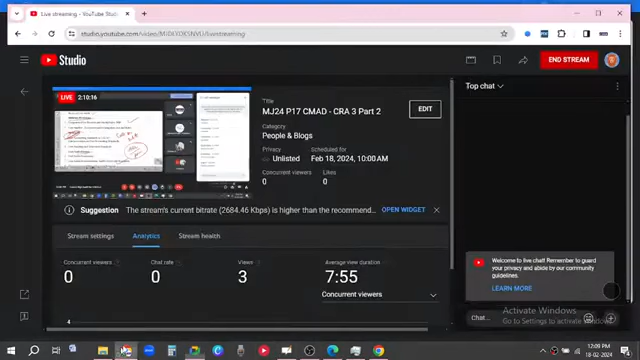 Live streaming - YouTube Studio
studio.youtube.com/video/
/livestreaming
Studio
END STREAM
Top chat
LIVE
2:10:16
Title
MJ24 P17 CMAD - CRA 3 Part 2
EDIT
Category
People & Blogs
Privacy
Scheduled for
Unlisted
Feb 18, 2024, 10:00AM
Concurrent viewers
Likes
0
0
Suggestion
The stream's current bitrate (2684.46 Kbps) is higher than the recommend...
OPEN WIDGET
Stream settings
Analytics
Stream health
Concurrent viewers
Chat rate
Views
Average view duration
0
0
3
7:55
Concurrent viewers
4
Welcome to live chat! Remember to guard
your privacy and abide by our community
guidelines.
LEARN MORE
Chat...
Activate Windows
Go to Settings to activate Windows.
12:09 PM
18-02-2024